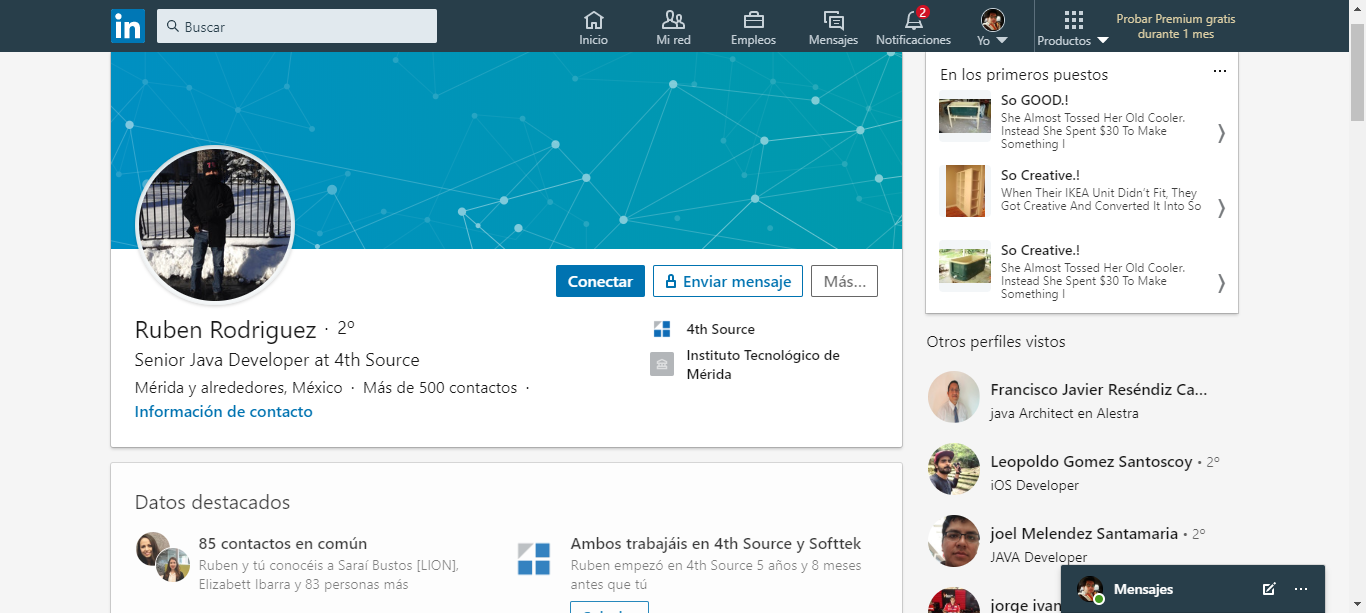 in
Buscar
Inicio
Mi red
Empleos
Mensajes
2
Notificaciones
Yo
Productos
Probar Premium gratis
durante 1 mes
Conectar
Enviar mensaje
Más...
Ruben Rodriguez · 2º
Senior Java Developer at 4th Source
Mérida y alrededores, México · Más de 500 contactos ·
Información de contacto
4th Source
Instituto Tecnológico de
Mérida
Datos destacados
85 contactos en común
Ruben y tú conocéis a Saraí Bustos [LION],
Elizabett Ibarra y 83 personas más
Ambos trabajáis en 4th Source y Softtek
Ruben empezó en 4th Source 5 años y 8 meses
antes que tú
En los primeros puestos
...
So GOOD.!
She Almost Tossed Her Old Cooler.
Instead She Spent $30 To Make
Something I
So Creative.!
When Their IKEA Unit Didn’t Fit, They
Got Creative And Converted It Into So
So Creative.!
She Almost Tossed Her Old Cooler.
Instead She Spent $30 To Make
Something I
Otros perfiles vistos
Francisco Javier Reséndiz Ca...
java Architect en Alestra
Leopoldo Gomez Santoscoy • 2º
iOS Developer
joel Melendez Santamaria • 2º
JAVA Developer
jorge ivan
Mensajes
...